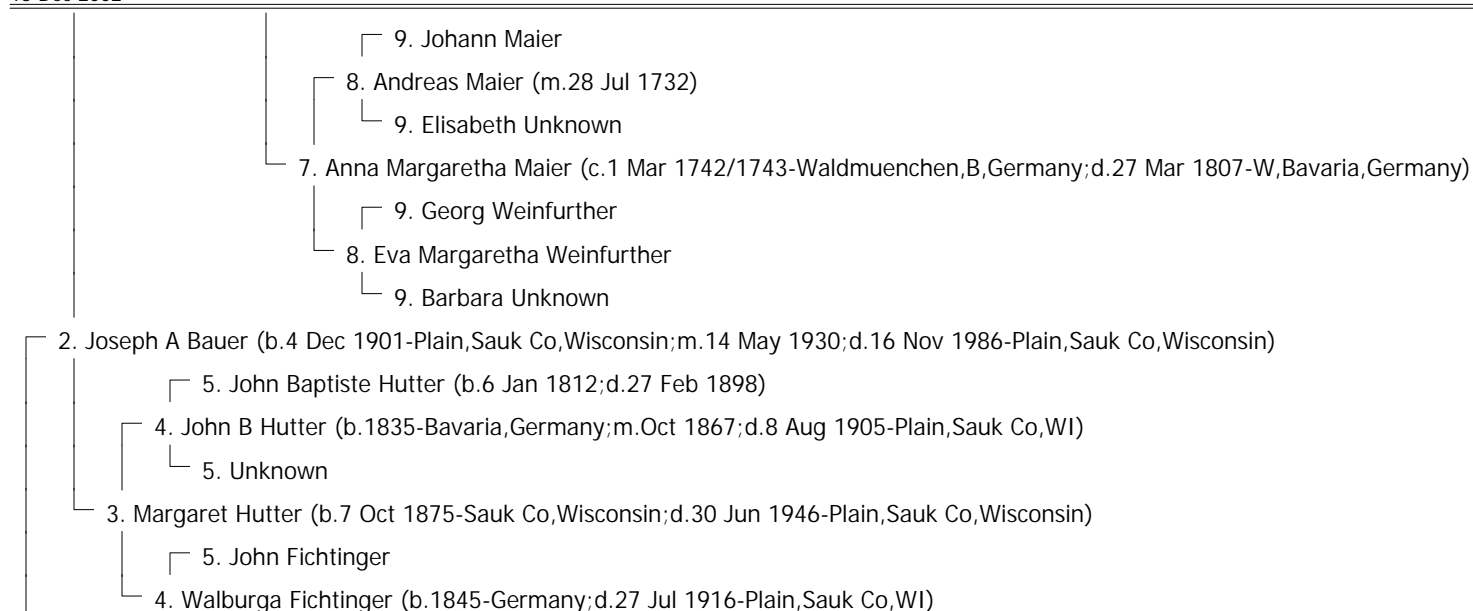 9. Johann Maier
8. Andreas Maier (m.28 Jul 1732)
9. Elisabeth Unknown
7. Anna Margaretha Maier (c.1 Mar 1742/1743-Waldmuenchen,B,Germany;d.27 Mar 1807-W,Bavaria,Germany)
9. Georg Weinfurther
8. Eva Margaretha Weinfurther
9. Barbara Unknown
2. Joseph A Bauer (b.4 Dec 1901-Plain,Sauk Co,Wisconsin;m.14 May 1930;d.16 Nov 1986-Plain,Sauk Co,Wisconsin)
5. John Baptiste Hutter (b.6 Jan 1812;d.27 Feb 1898)
4. John B Hutter (b.1835-Bavaria,Germany;m.Oct 1867;d.8 Aug 1905-Plain,Sauk Co,WI)
5. Unknown
3. Margaret Hutter (b.7 Oct 1875-Sauk Co,Wisconsin;d.30 Jun 1946-Plain,Sauk Co,Wisconsin)
5. John Fichtinger
4. Walburga Fichtinger (b.1845-Germany;d.27 Jul 1916-Plain,Sauk Co,WI)